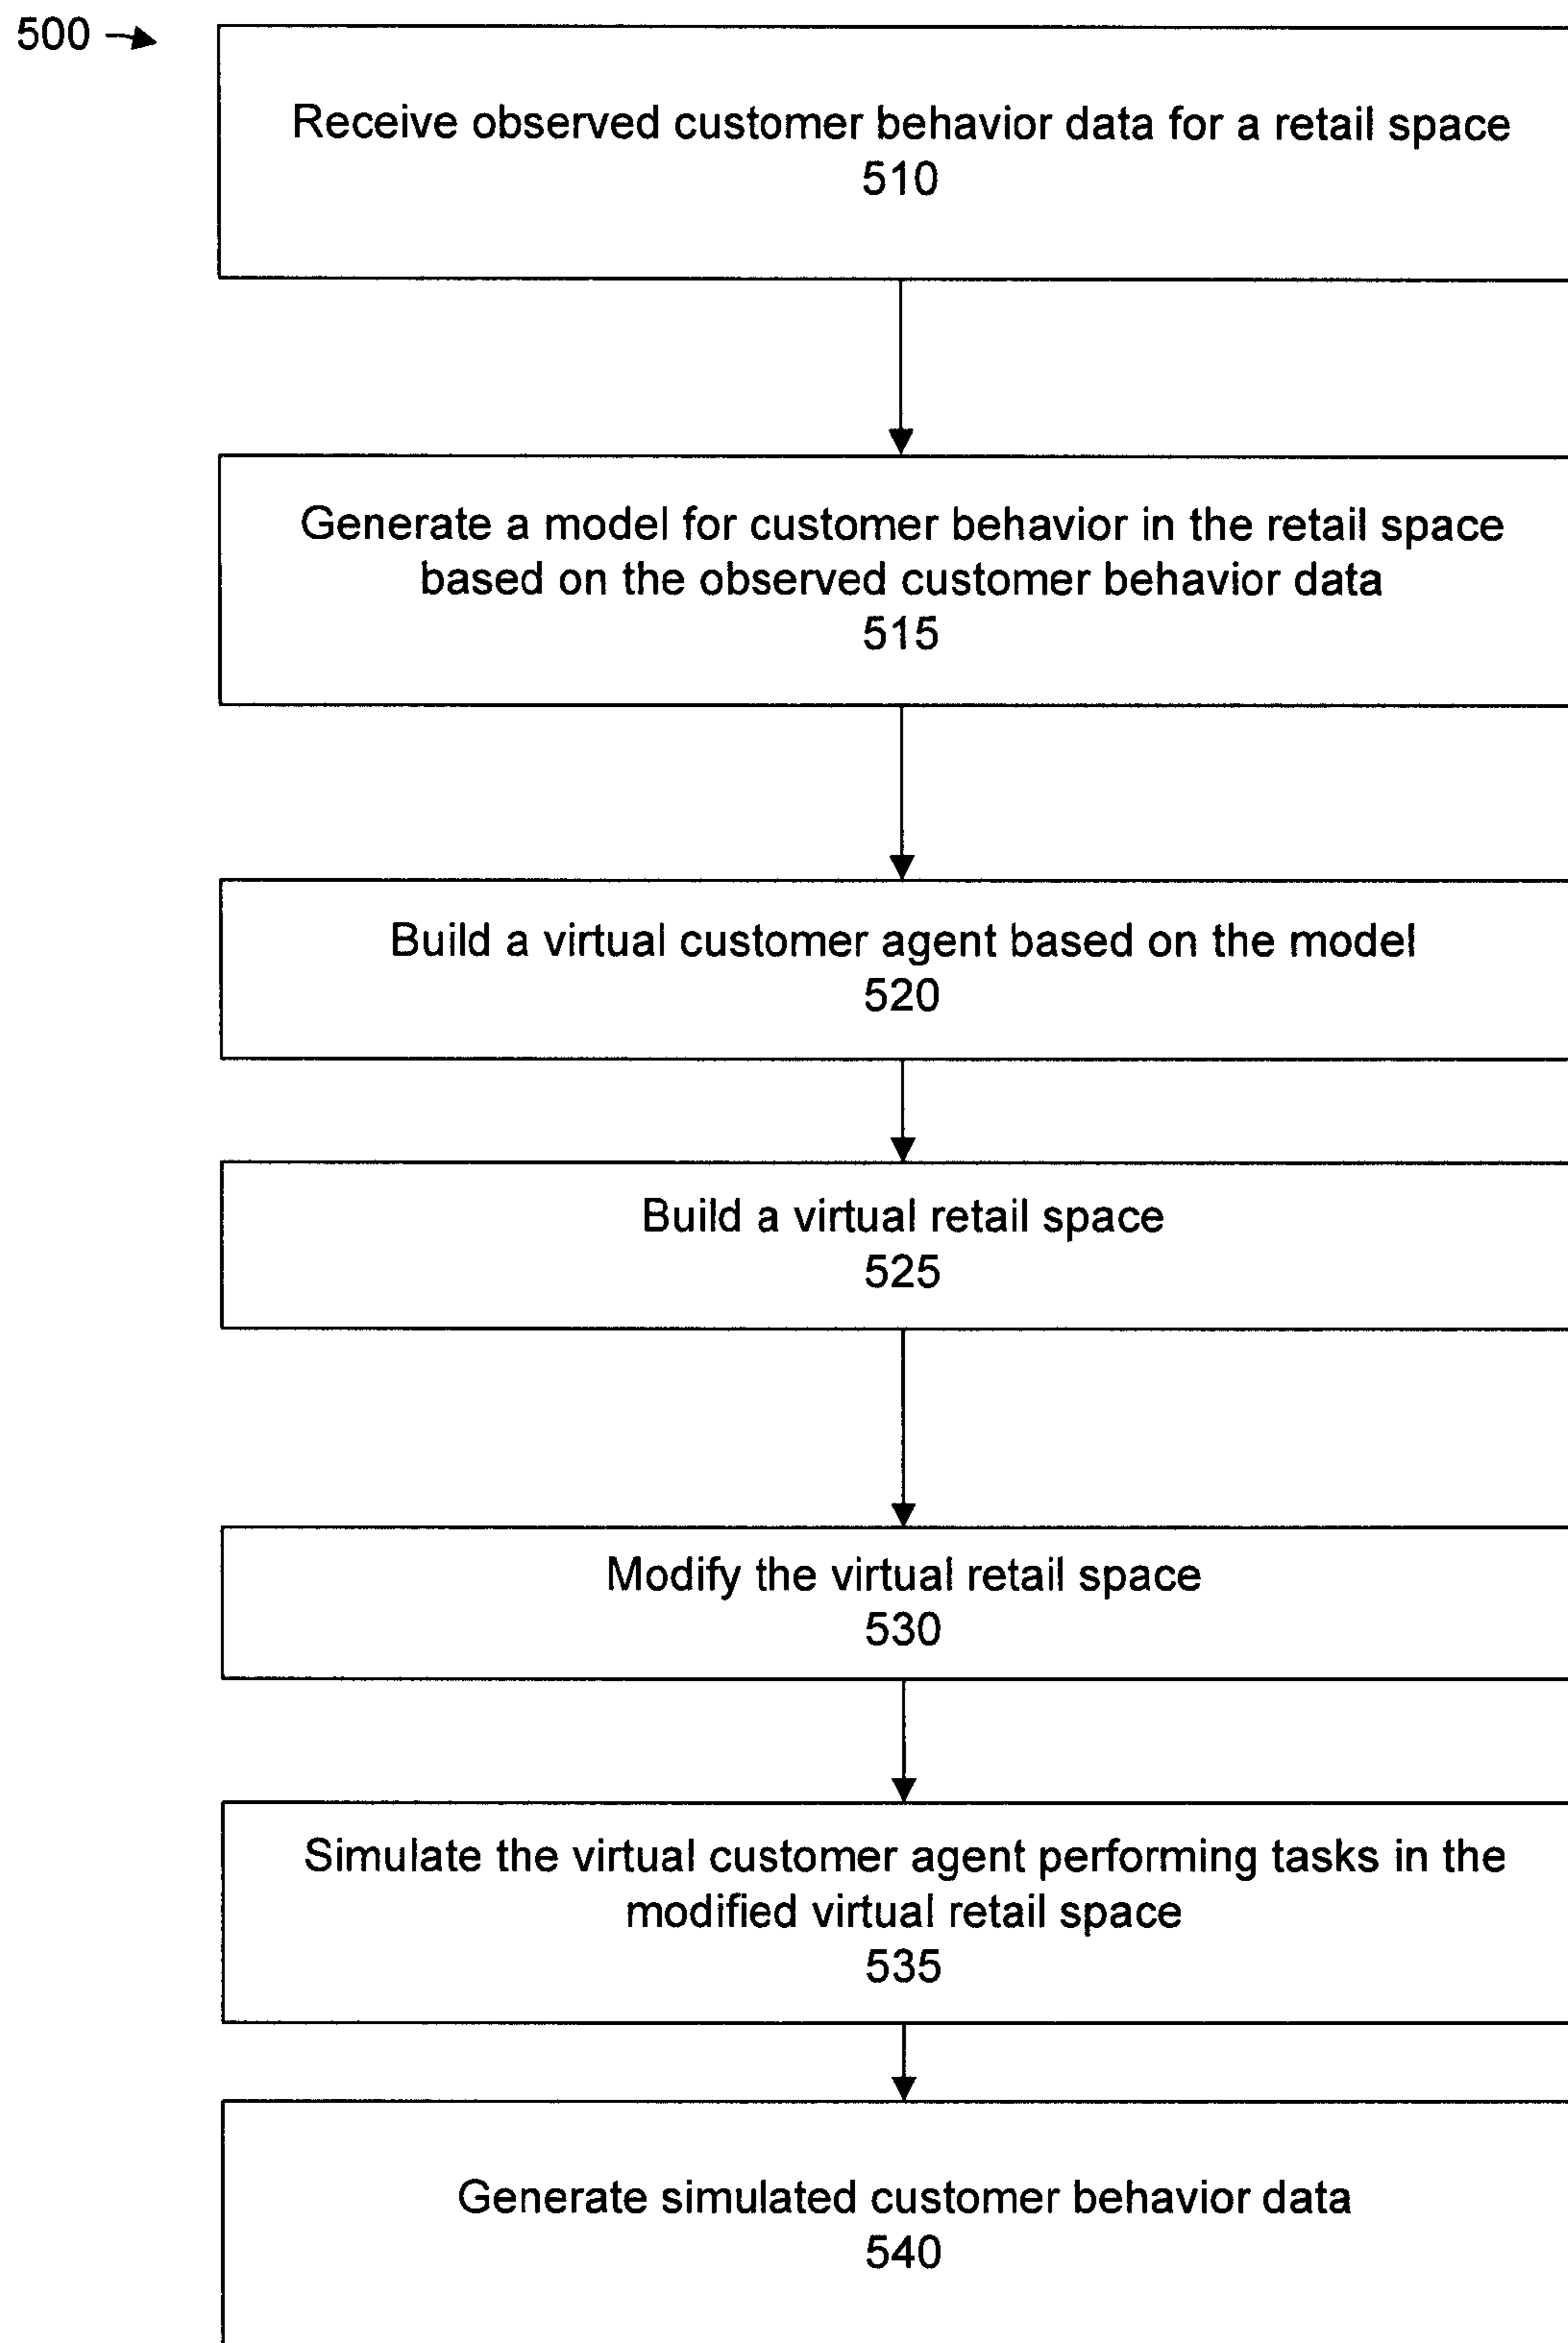 500
Receive observed customer behavior data for a retail space
510
Generate a model for customer behavior in the retail space
based on the observed customer behavior data
515
Build a virtual customer agent based on the model
520
Build a virtual retail space
525
Modify the virtual retail space
530
Simulate the virtual customer agent performing tasks in the
modified virtual retail space
535
Generate simulated customer behavior data
540